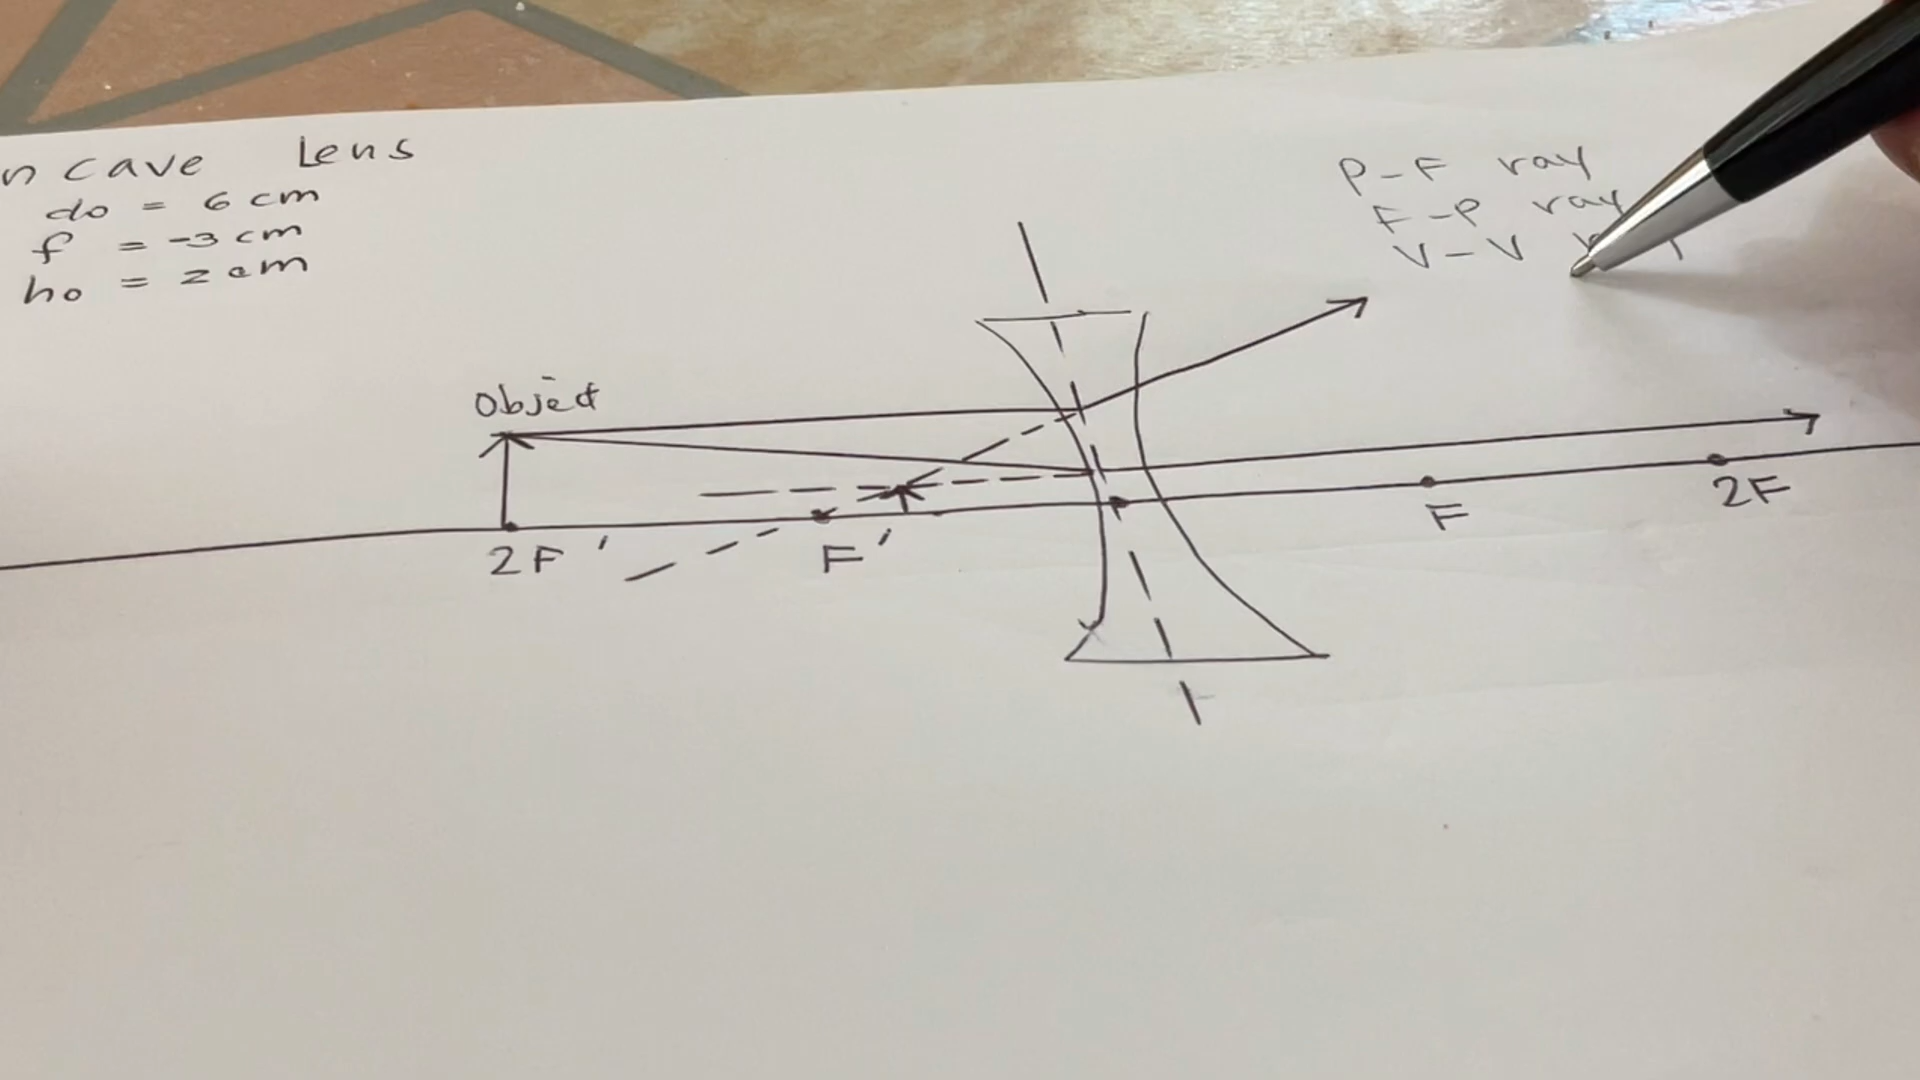 ncave Lens
do = 6 cm
f = -3 cm
ho = 2 cm
P-F ray
F-P ray
V-V
Object
2F'
F'
F
2F